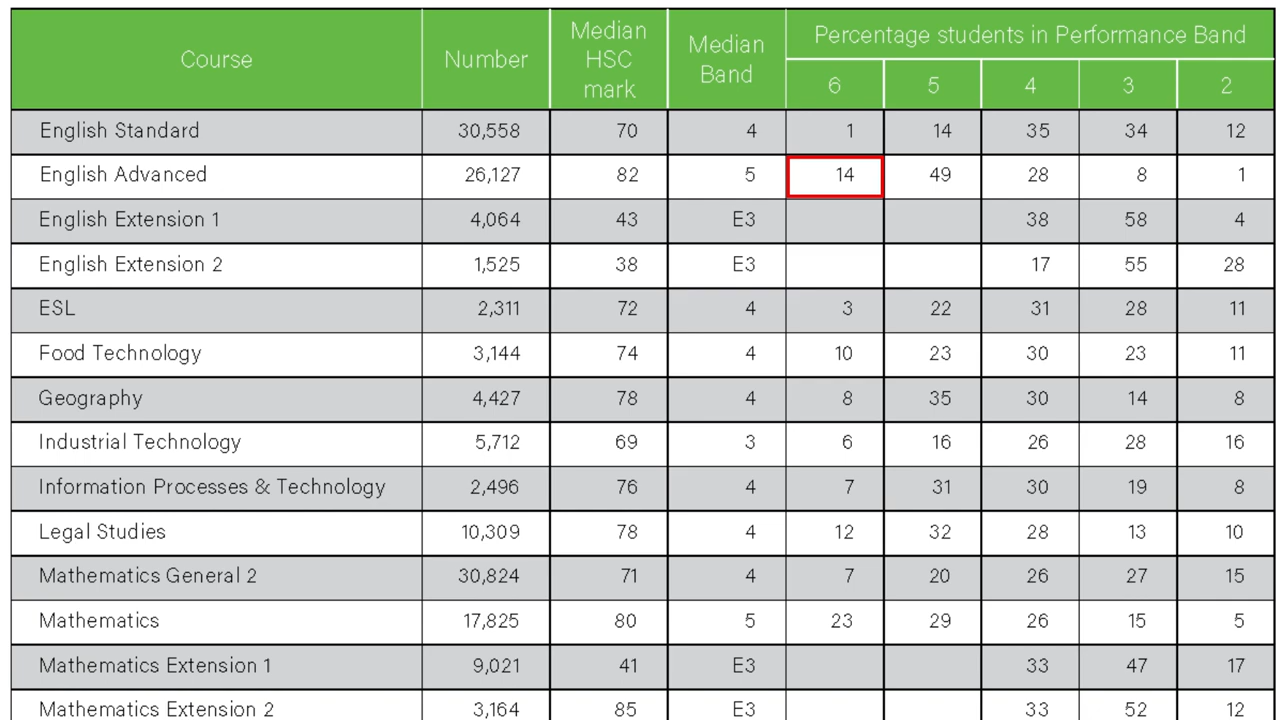 Course Number Median HSC mark Median Band Percentage students in Performance Band
6 5 4 3 2
English Standard 30,558 70 4 1 14 35 34 12
English Advanced 26,127 82 5 14 49 28 8 1
English Extension 1 4,064 43 E3 38 58 4
English Extension 2 1,525 38 E3 17 55 28
ESL 2,311 72 4 3 22 31 28 11
Food Technology 3,144 74 4 10 23 30 23 11
Geography 4,427 78 4 8 35 30 14 8
Industrial Technology 5,712 69 3 6 16 26 28 16
Information Processes & Technology 2,496 76 4 7 31 30 19 8
Legal Studies 10,309 78 4 12 32 28 13 10
Mathematics General 2 30,824 71 4 7 20 26 27 15
Mathematics 17,825 80 5 23 29 26 15 5
Mathematics Extension 1 9,021 41 E3 33 47 17
Mathematics Extension 2 3,164 85 E3 33 52 12